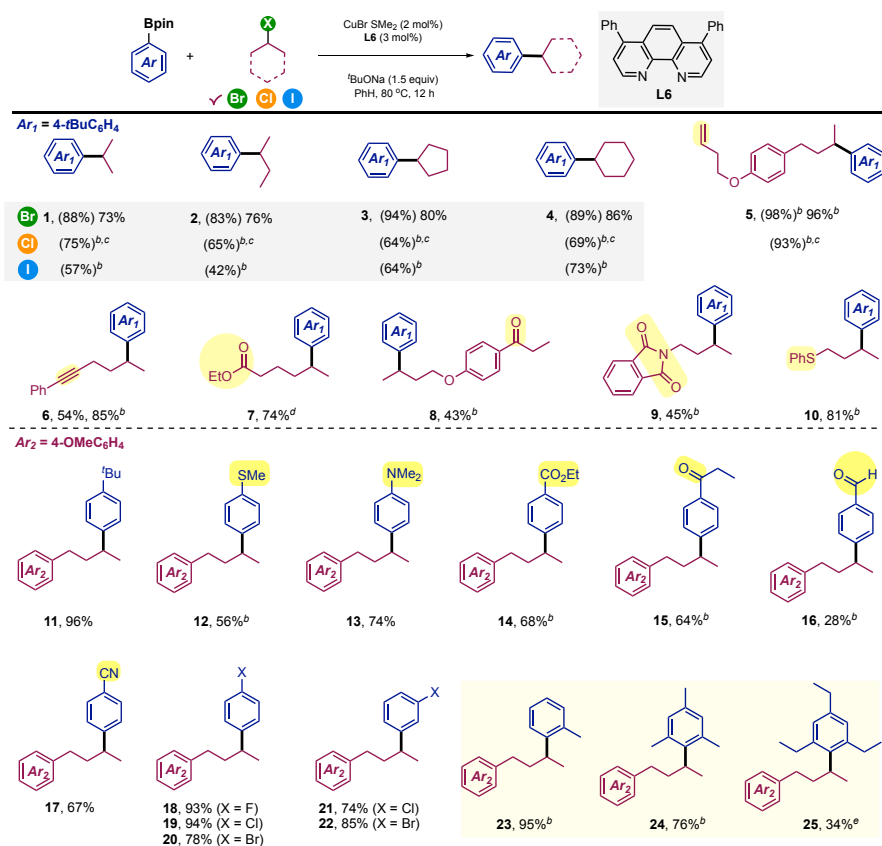 Bpin
Ar
+
X
Br Cl I
CuBr SMe2 (2 mol%)
L6 (3 mol%)
tBuONa (1.5 equiv)
PhH, 80 °C, 12 h
Ar
Ph Ph
N N
L6
Ar1 = 4-tBuC6H4
Ar1 Ar1 Ar1 Ar1 O Ar1
Br 1, (88%) 73% 2, (83%) 76% 3, (94%) 80% 4, (89%) 86% 5, (98%)b 96%b
Cl (75%)b,c (65%)b,c (64%)b,c (69%)b,c (93%)b,c
I (57%)b (42%)b (64%)b (73%)b
Ph Ar1
EtO O Ar1
Ar1 O O
O N O Ar1
PhS Ar1
6, 54%, 85%b 7, 74%d 8, 43%b 9, 45%b 10, 81%b
Ar2 = 4-OMeC6H4
tBu SMe NMe2 CO2Et O O H
Ar2 Ar2 Ar2 Ar2 Ar2 Ar2
11, 96% 12, 56%b 13, 74% 14, 68%b 15, 64%b 16, 28%b
CN X X
Ar2 Ar2 Ar2 Ar2 Ar2 Ar2
17, 67% 18, 93% (X = F) 21, 74% (X = Cl) 23, 95%b 24, 76%b 25, 34%e
19, 94% (X = Cl) 22, 85% (X = Br)
20, 78% (X = Br)